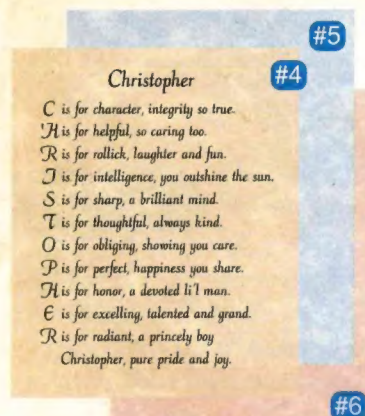 #5
#4
Christopher
C is for character, integrity so true.
H is for helpful, so caring too.
R is for rollick, laughter and fun.
I is for intelligence, you outshine the sun.
S is for sharp, a brilliant mind.
T is for thoughtful, always kind.
O is for obliging, showing you care.
P is for perfect, happiness you share.
H is for honor, a devoted li'l man.
E is for excelling, talented and grand.
R is for radiant, a princely boy
Christopher, pure pride and joy.
#6